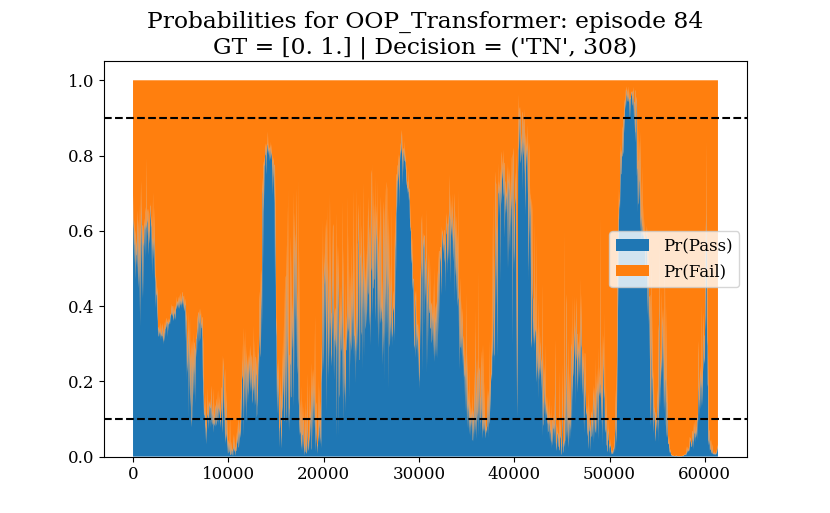 Probabilities for OOP_Transformer: episode 84
GT = [0. 1.] | Decision = ('TN', 308)
1.0
0.8
0.6
0.4
0.2
0.0
Pr(Pass)
Pr(Fail)
0 10000 20000 30000 40000 50000 60000